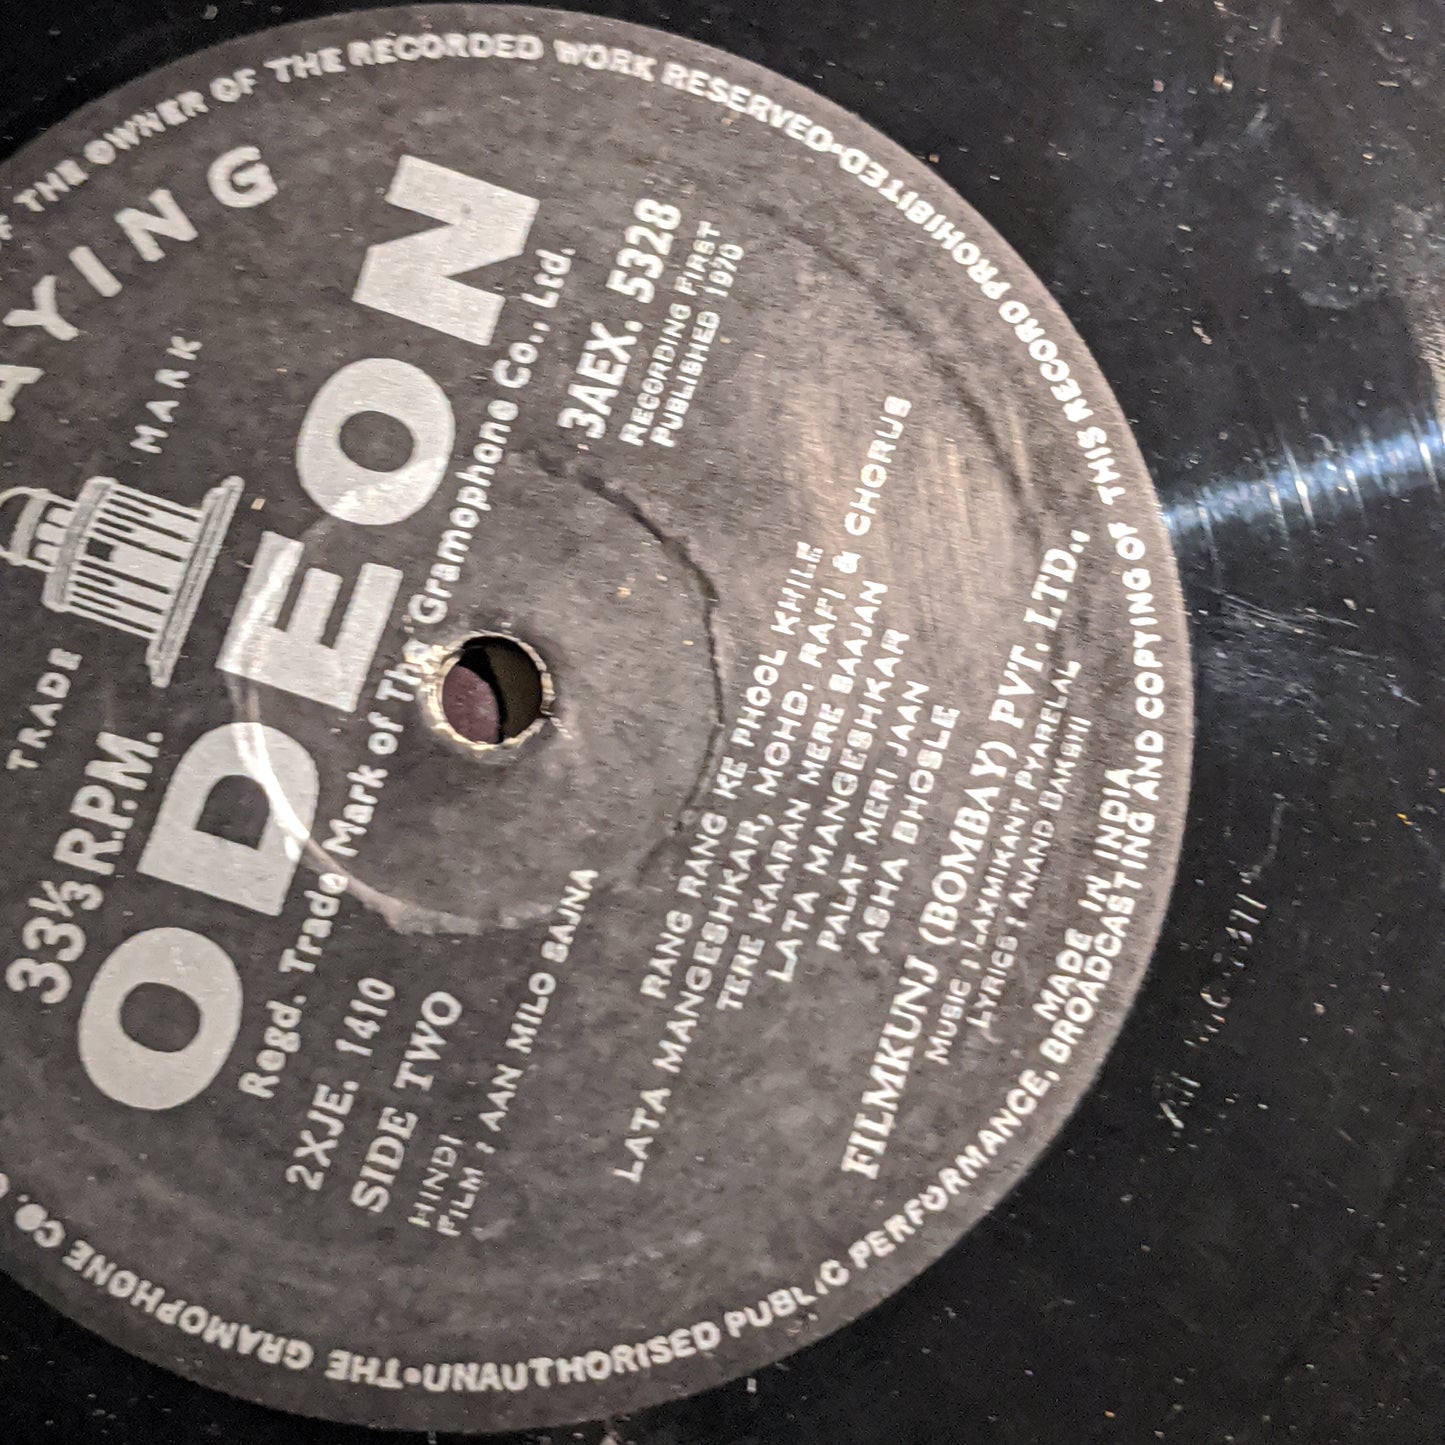 OF THE OWNER OF THE RECORDED WORK RESERVED•UNAUTHORISED PUBLIC PERFORMANCE, BROADCASTING AND COPYING OF THIS RECORD PROHIBITED•THE GRAMOPHONE CO.
AYING
TRADE MARK
33⅓ R.P.M.
ODEON
Regd. Trade Mark of The Gramophone Co., Ltd.
2XJE. 1410
3AEX. 5328
SIDE TWO
RECORDING FIRST
PUBLISHED 1970
HINDI
FILM : AAN MILO SAJNA
RANG RANG KE PHOOL KHILE
LATA MANGESHKAR, MOHD. RAFI & CHORUS
TERE KAARAN MERE SAAJAN
LATA MANGESHKAR
PALAT MERI JAAN
ASHA BHOSLE
FILMKUNJ (BOMBAY) PVT. LTD.,
MUSIC : LAXMIKANT PYARELAL
LYRICS : ANAND BAKSHI
MADE IN INDIA